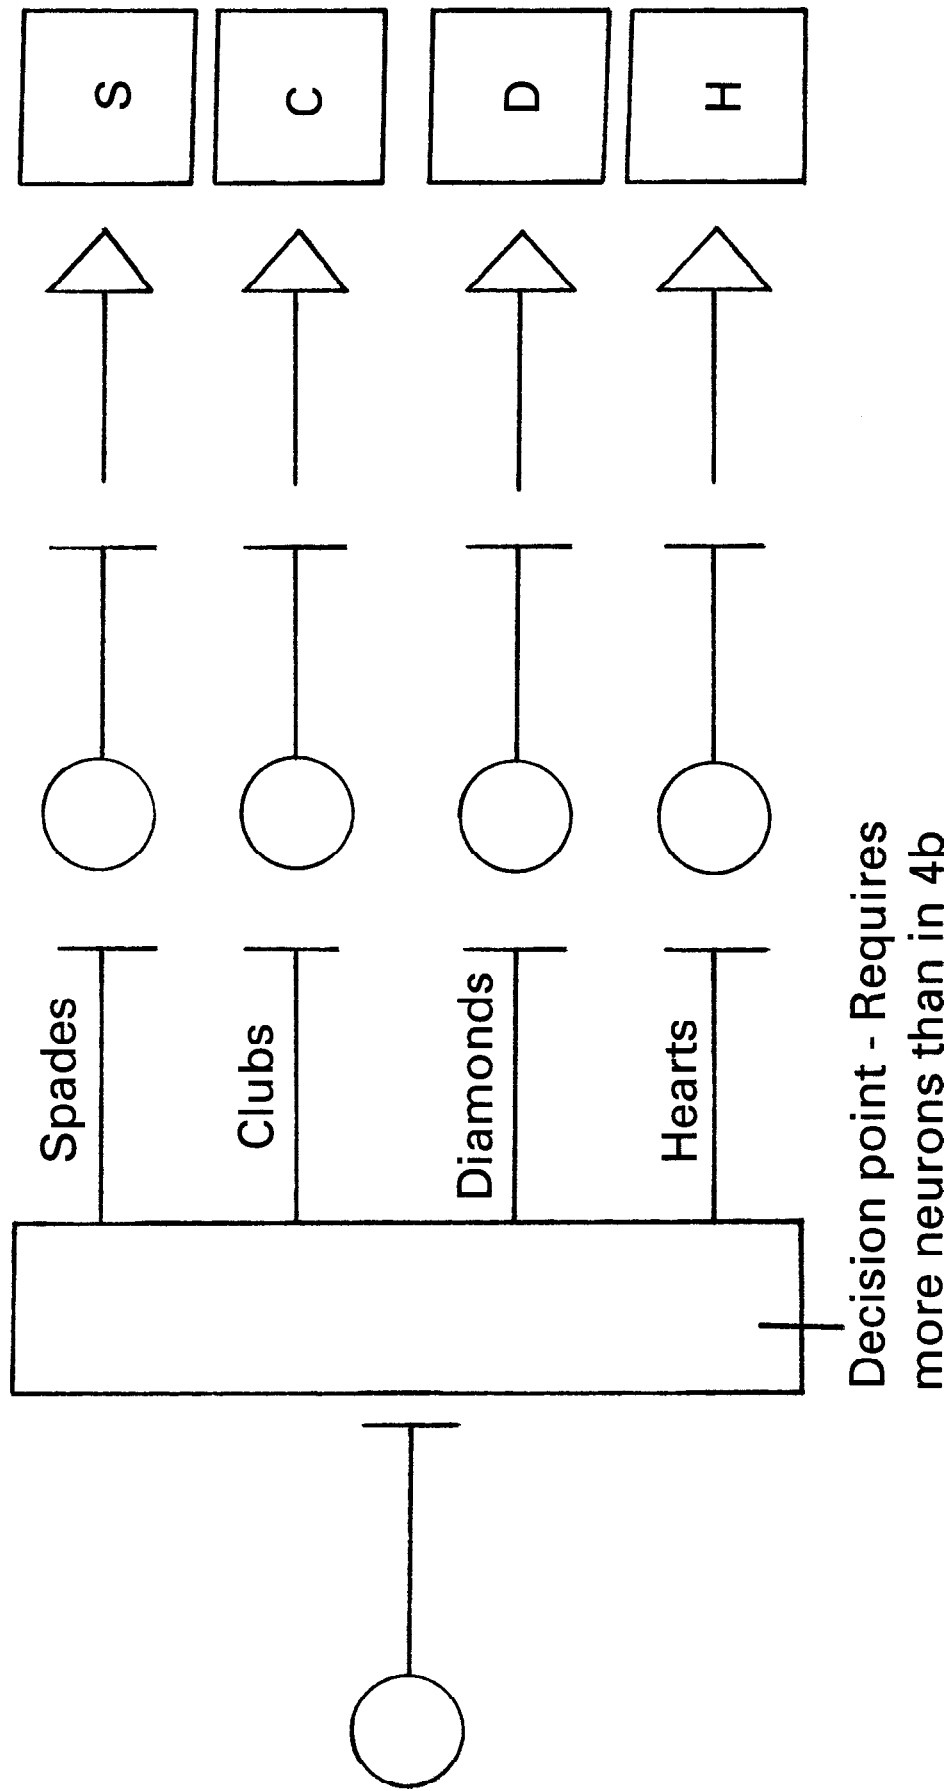 S
C
D
H
Spades
Clubs
Diamonds
Hearts
Decision point - Requires
more neurons than in 4b